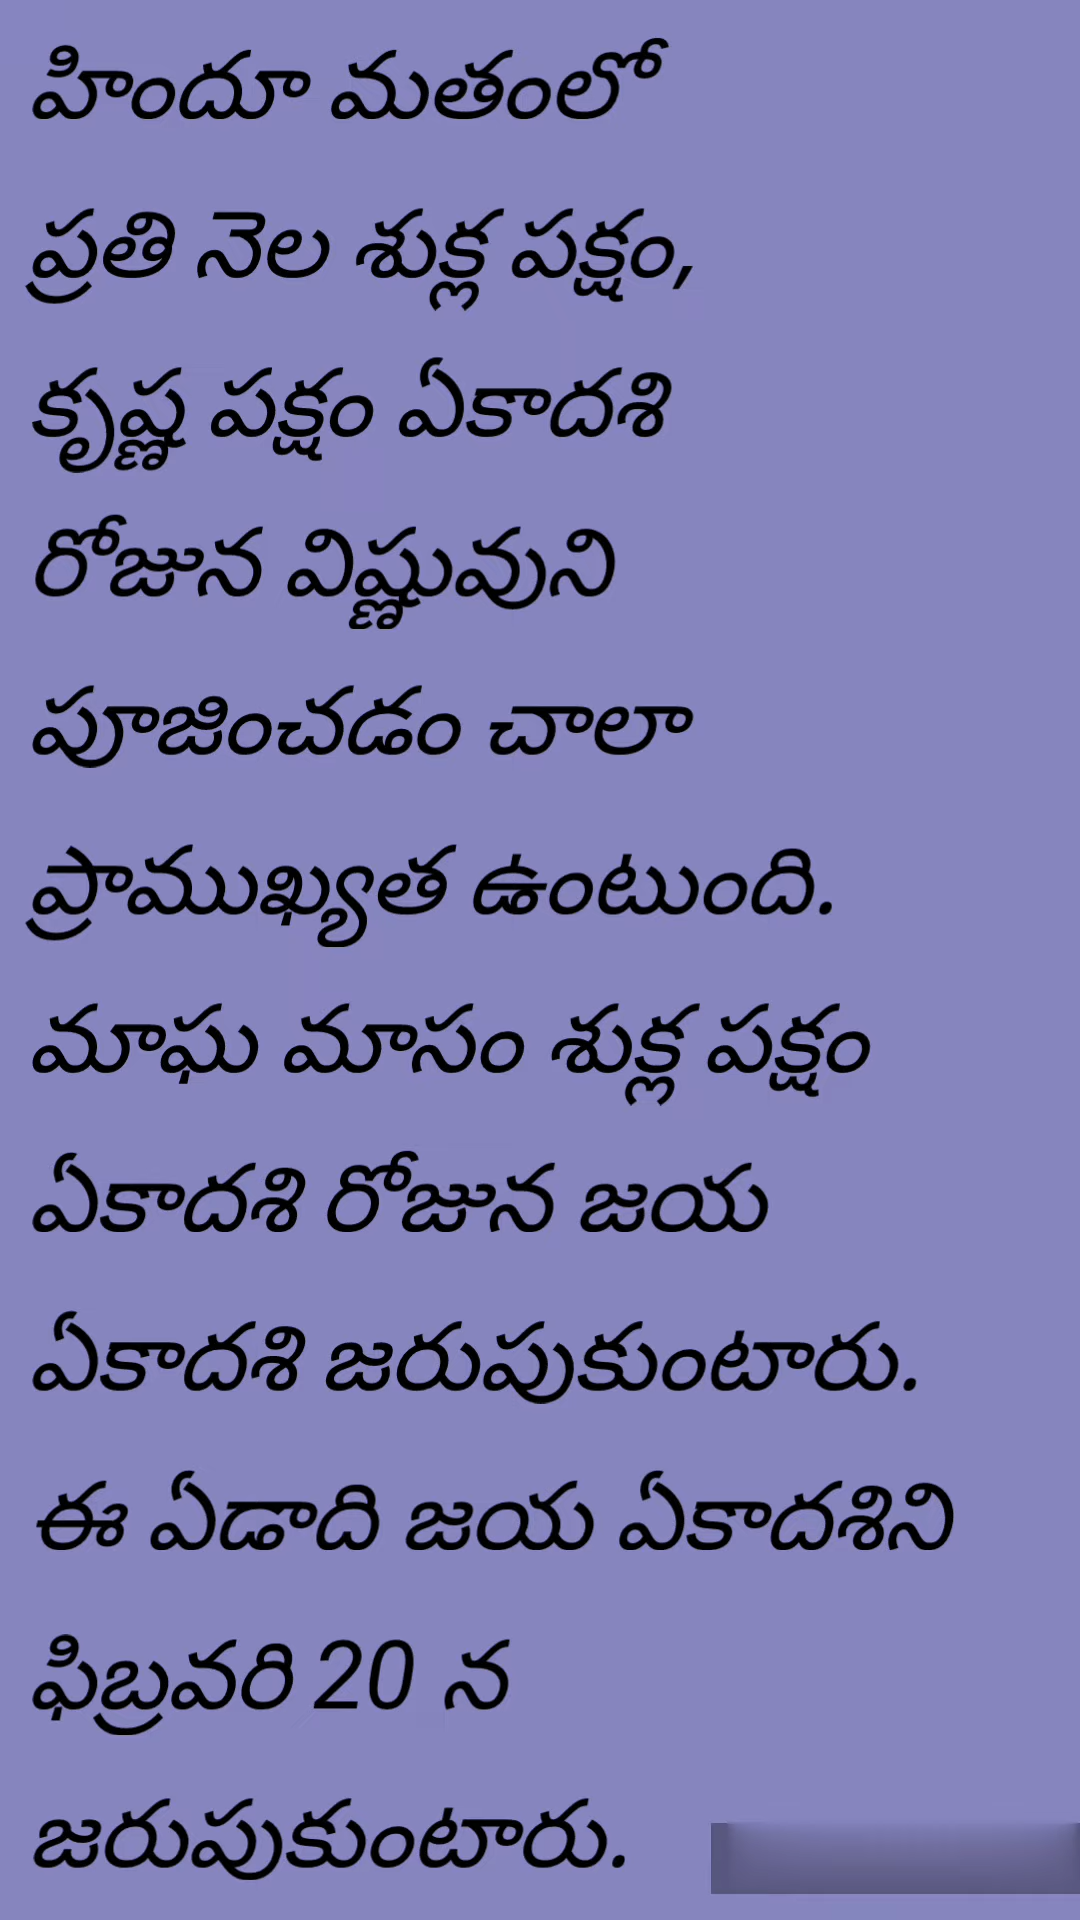 హిందూ మతంలో
ప్రతి నెల శుక్ల పక్షం,
కృష్ణ పక్షం ఏకాదశి
రోజున విష్ణువుని
పూజించడం చాలా
ప్రాముఖ్యత ఉంటుంది.
మాఘ మాసం శుక్ల పక్షం
ఏకాదశి రోజున జయ
ఏకాదశి జరుపుకుంటారు.
ఈ ఏడాది జయ ఏకాదశిని
ఫిబ్రవరి 20 న
జరుపుకుంటారు.